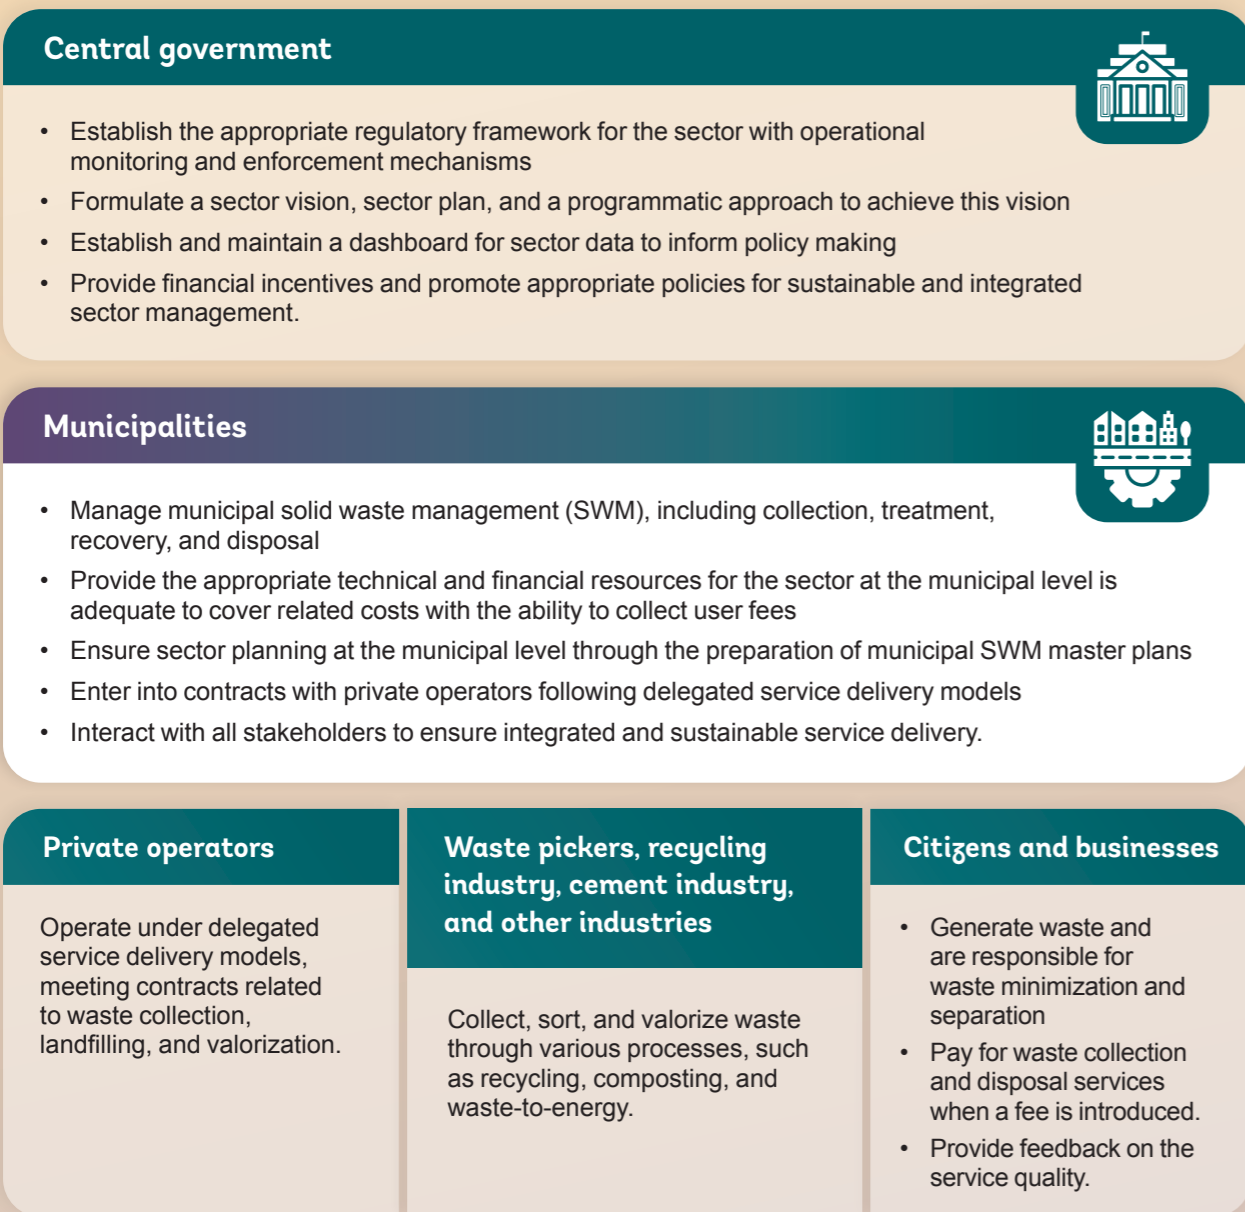 Central government
• Establish the appropriate regulatory framework for the sector with operational
monitoring and enforcement mechanisms
• Formulate a sector vision, sector plan, and a programmatic approach to achieve this vision
• Establish and maintain a dashboard for sector data to inform policy making
• Provide financial incentives and promote appropriate policies for sustainable and integrated
sector management.
Municipalities
• Manage municipal solid waste management (SWM), including collection, treatment,
recovery, and disposal
• Provide the appropriate technical and financial resources for the sector at the municipal level is
adequate to cover related costs with the ability to collect user fees
• Ensure sector planning at the municipal level through the preparation of municipal SWM master plans
• Enter into contracts with private operators following delegated service delivery models
• Interact with all stakeholders to ensure integrated and sustainable service delivery.
Private operators
Operate under delegated
service delivery models,
meeting contracts related
to waste collection,
landfilling, and valorization.
Waste pickers, recycling
industry, cement industry,
and other industries
Collect, sort, and valorize waste
through various processes, such
as recycling, composting, and
waste-to-energy.
Citizens and businesses
• Generate waste and
are responsible for
waste minimization and
separation
• Pay for waste collection
and disposal services
when a fee is introduced.
• Provide feedback on the
service quality.